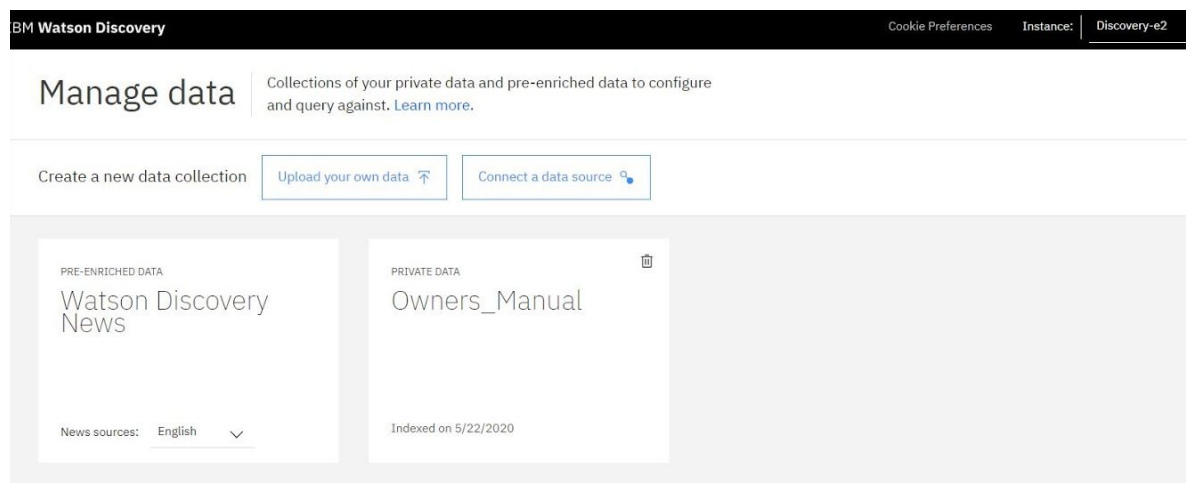 IBM Watson Discovery
Cookie Preferences
Instance:
Discovery-e2
Manage data
Collections of your private data and pre-enriched data to configure
and query against. Learn more.
Create a new data collection
Upload your own data
Connect a data source
PRE-ENRICHED DATA
Watson Discovery
News
News sources: English
PRIVATE DATA
Owners_Manual
Indexed on 5/22/2020